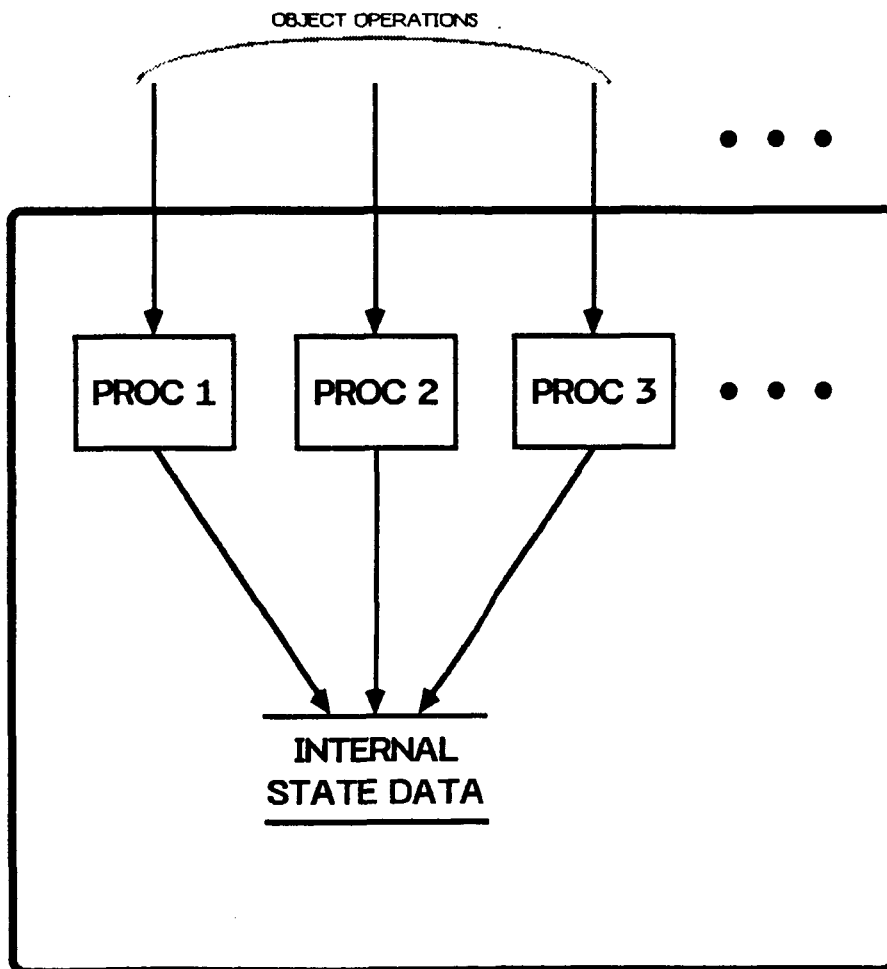 OBJECT OPERATIONS
PROC 1
PROC 2
PROC 3
INTERNAL
STATE DATA